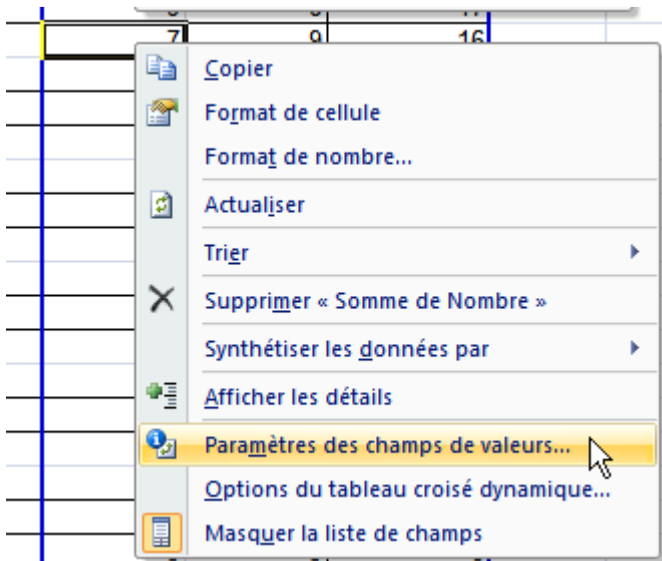 7 9 16
Copier
Format de cellule
Format de nombre...
Actualiser
Trier
Supprimer « Somme de Nombre »
Synthétiser les données par
Afficher les détails
Paramètres des champs de valeurs...
Options du tableau croisé dynamique...
Masquer la liste de champs